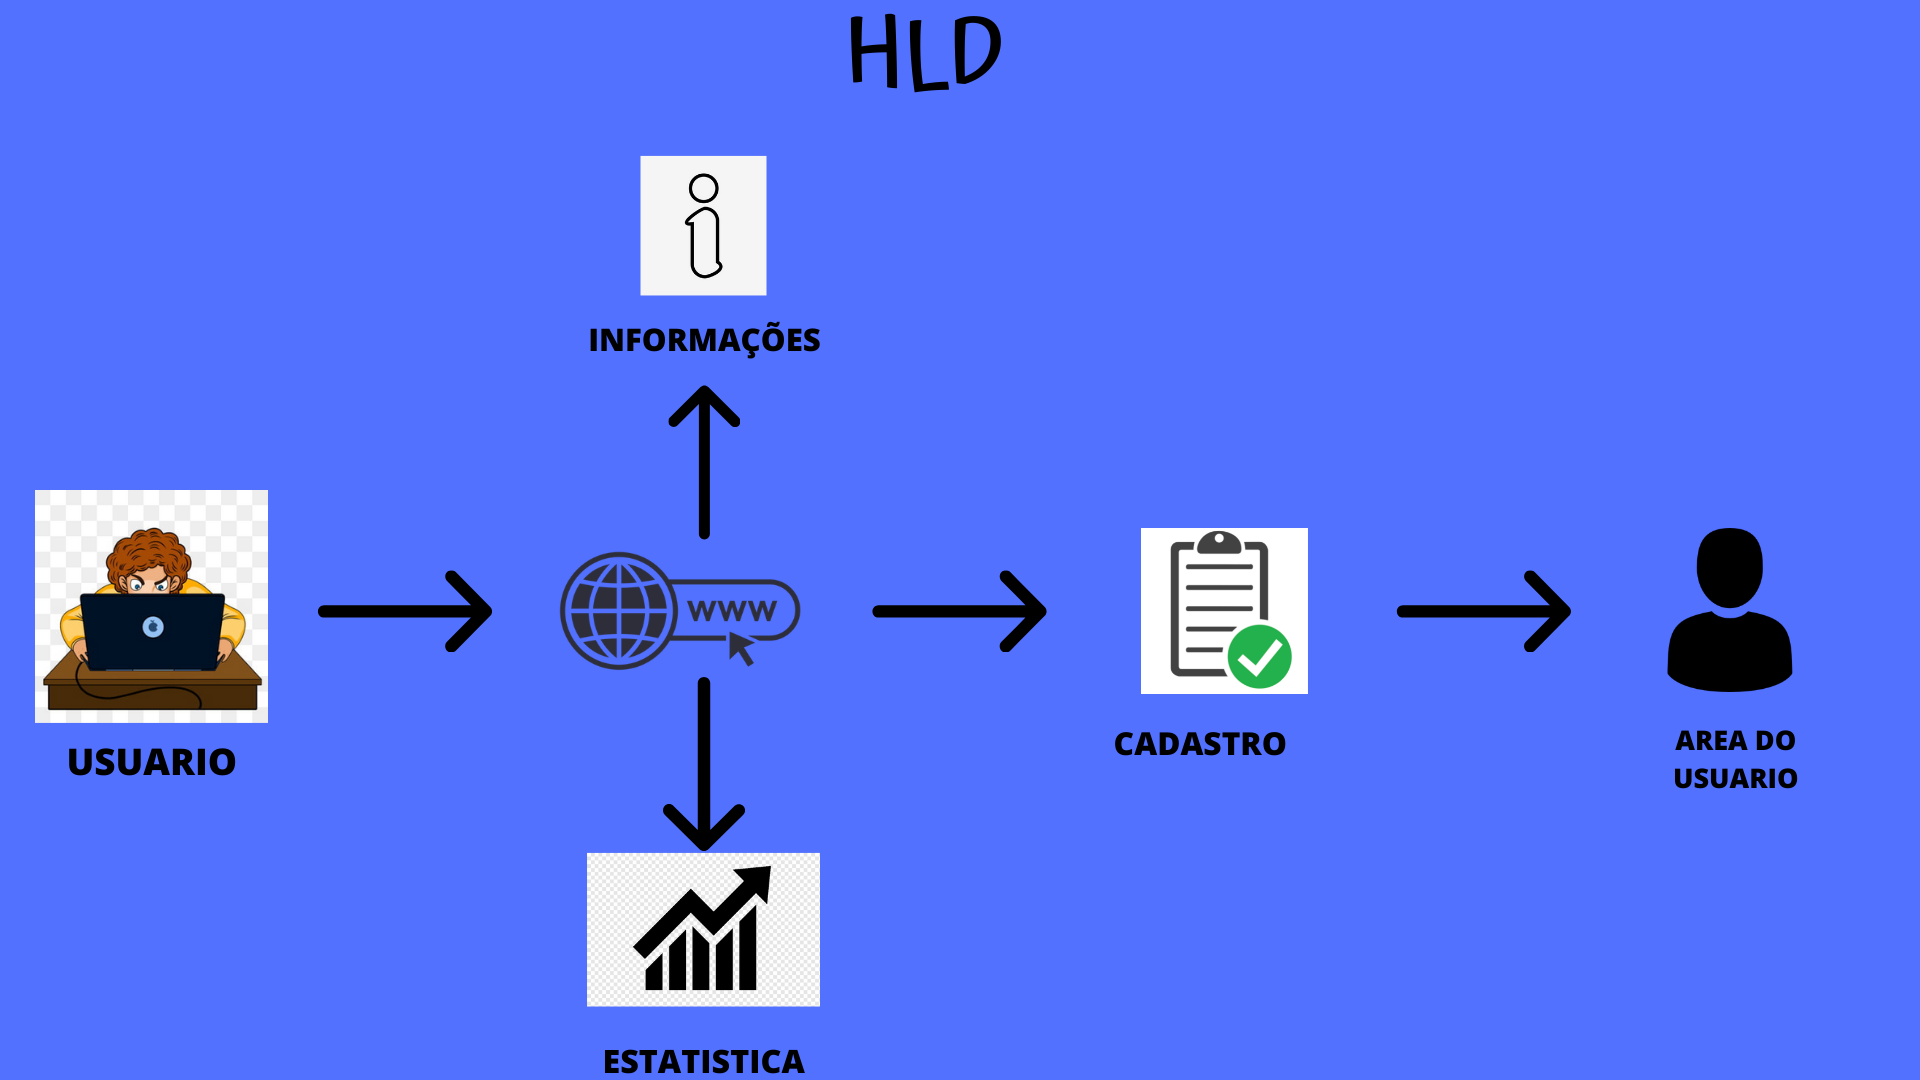 HLD
INFORMAÇÕES
www
USUARIO
CADASTRO
AREA DO
USUARIO
ESTATISTICA